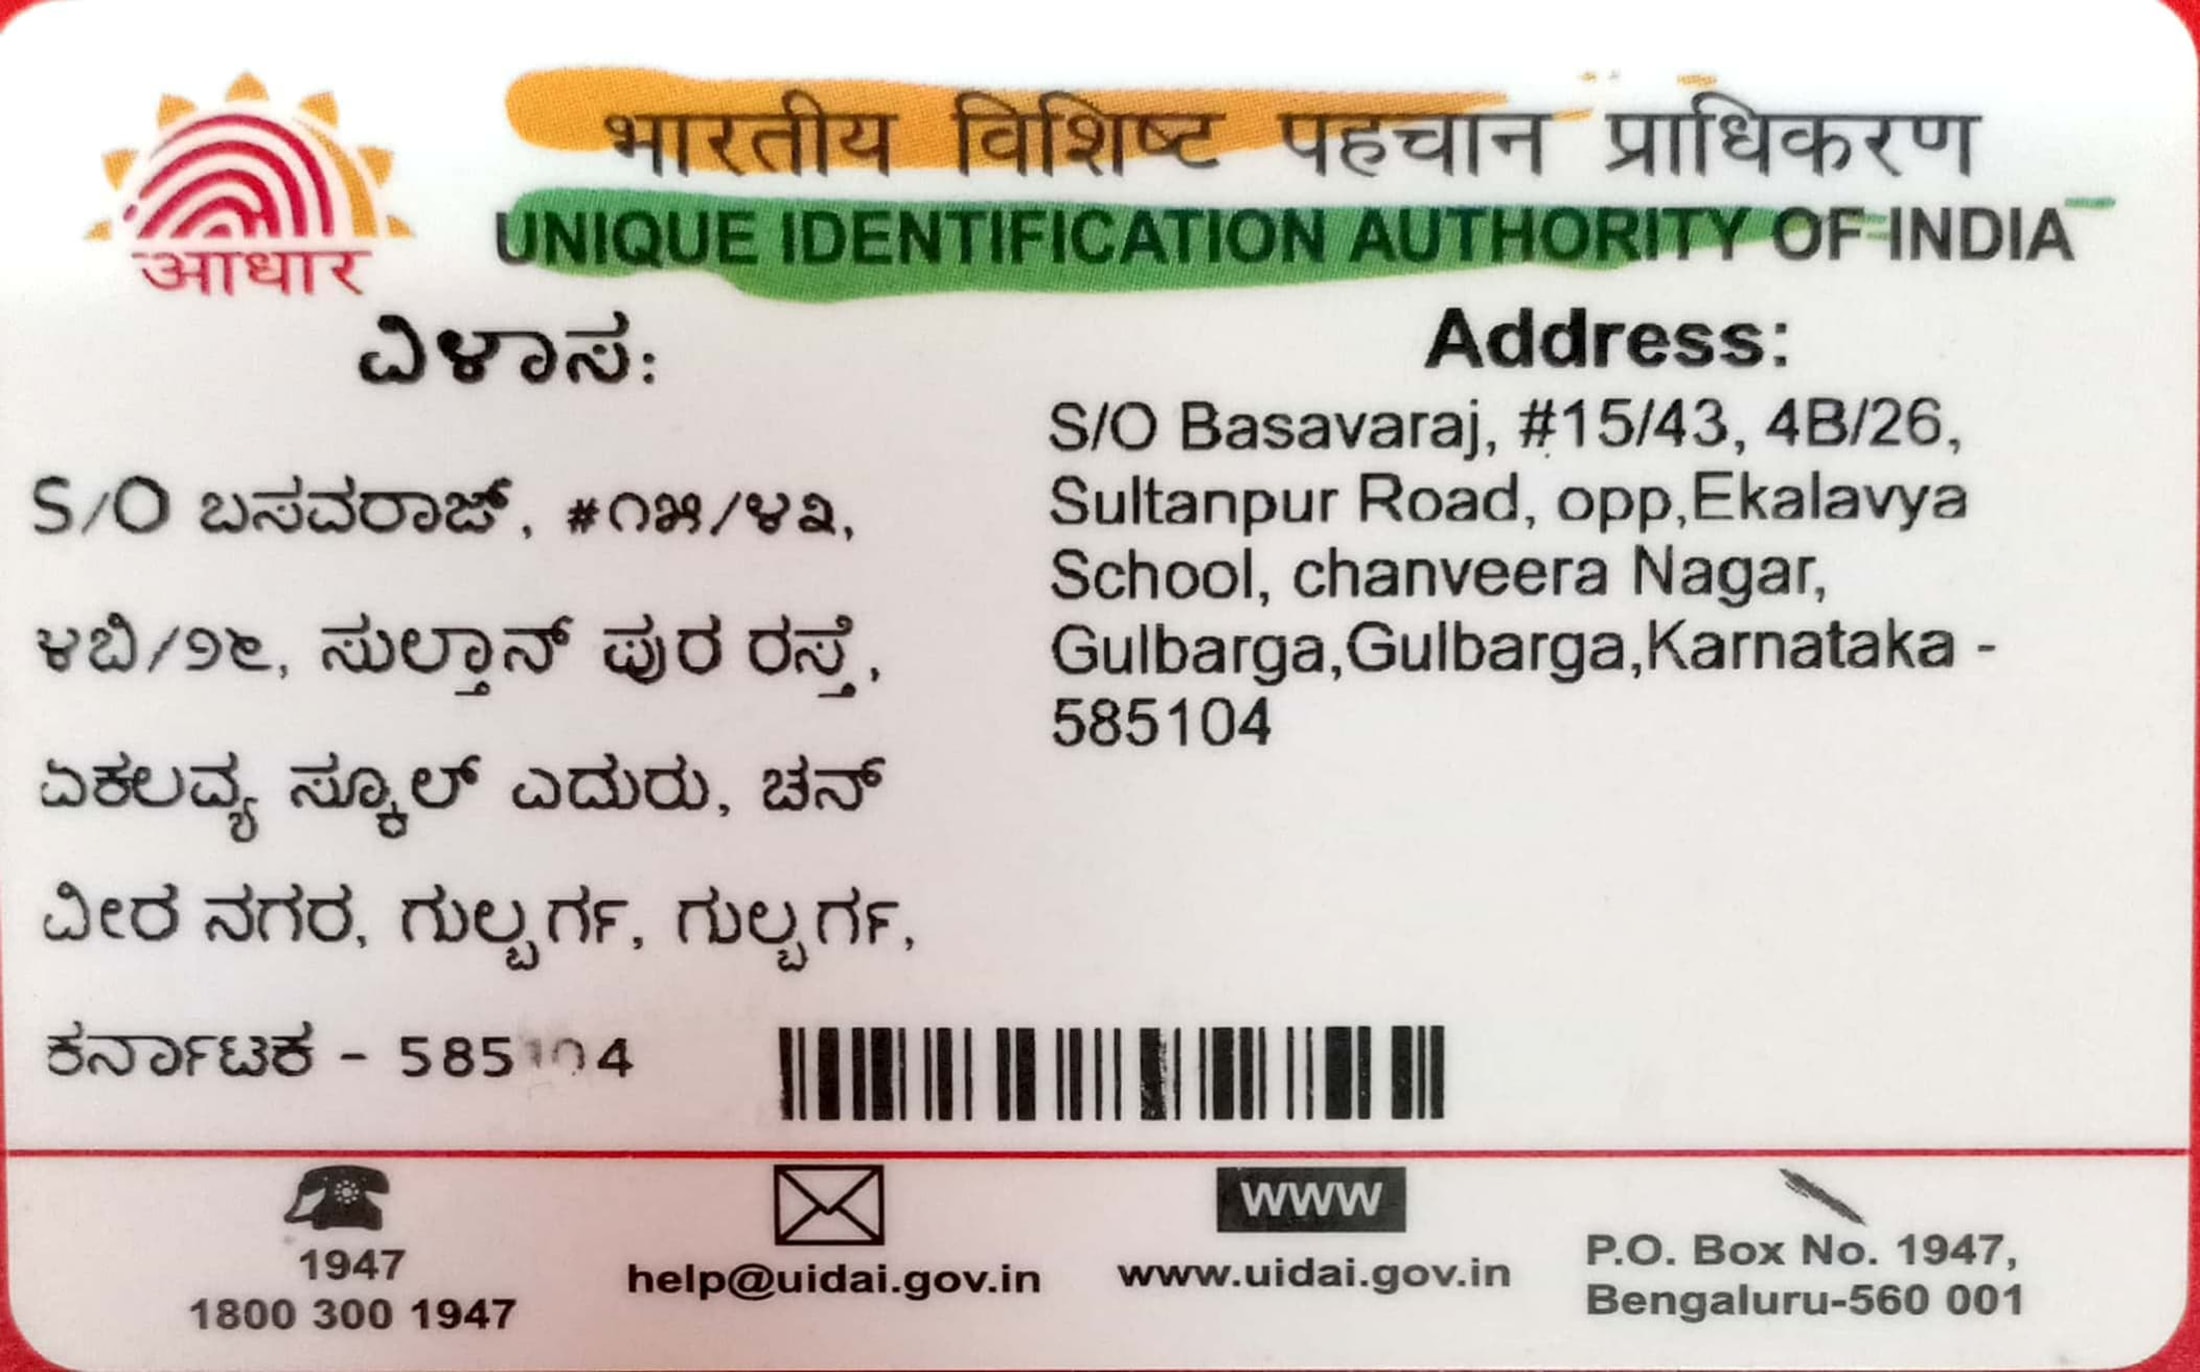 भारतीय विशिष्ट पहचान प्राधिकरण
UNIQUE IDENTIFICATION AUTHORITY OF INDIA
आधार
ವಿಳಾಸ:
S/O ಬಸವರಾಜ್, #೧೫/೪೩,
೪ಬಿ/೨೬, ಸುಲ್ತಾನ್ ಪುರ ರಸ್ತೆ,
ಏಕಲವ್ಯ ಸ್ಕೂಲ್ ಎದುರು, ಚನ್
ವೀರ ನಗರ, ಗುಲ್ಬರ್ಗ, ಗುಲ್ಬರ್ಗ,
ಕರ್ನಾಟಕ - 585104
Address:
S/O Basavaraj, #15/43, 4B/26,
Sultanpur Road, opp,Ekalavya
School, chanveera Nagar,
Gulbarga,Gulbarga,Karnataka -
585104
1947
1800 300 1947
help@uidai.gov.in
www
www.uidai.gov.in
P.O. Box No. 1947,
Bengaluru-560 001